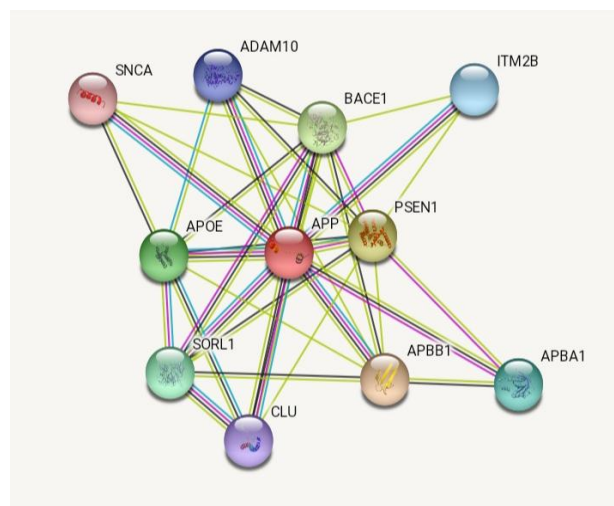 ADAM10
SNCA
ITM2B
BACE1
PSEN1
APOE
APP
SORL1
APBB1
APBA1
CLU